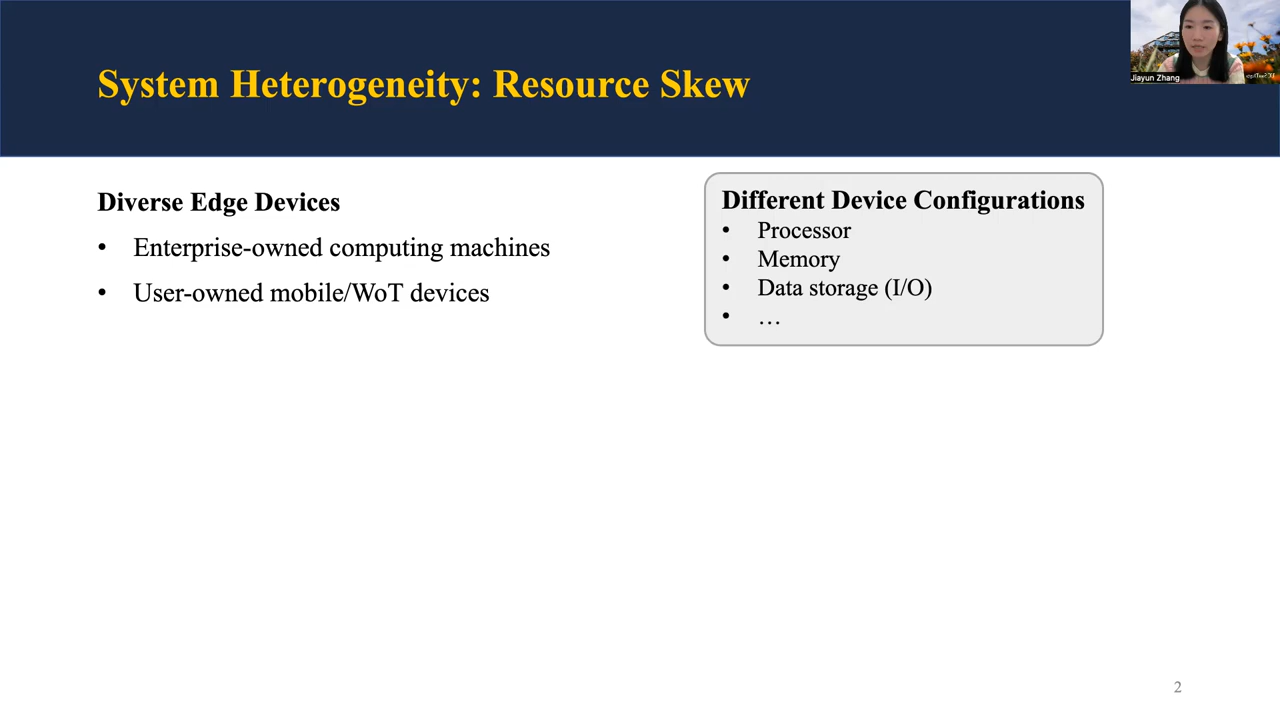 System Heterogeneity: Resource Skew
Jiayun Zhang
Diverse Edge Devices
• Enterprise-owned computing machines
• User-owned mobile/WoT devices
Different Device Configurations
• Processor
• Memory
• Data storage (I/O)
• …
2